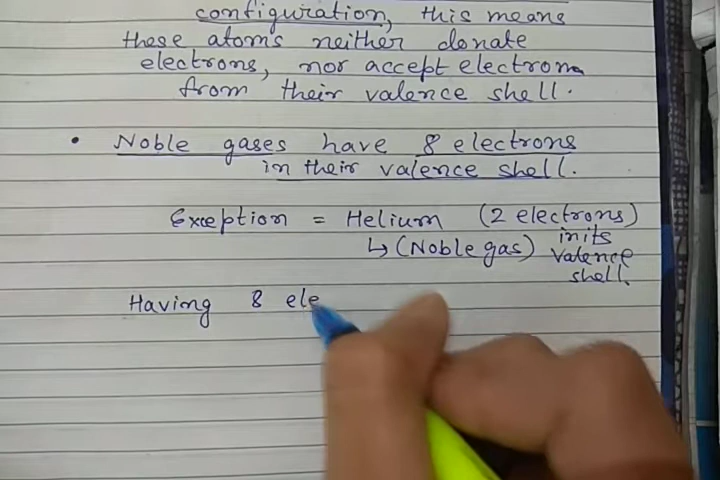 configuration, this means
these atoms neither donate
electrons, nor accept electrons
from their valence shell.
• Noble gases have 8 electrons
in their valence shell.
Exception = Helium (2 electrons)
↳ (Noble gas) in its
valence
shell.
Having 8 ele